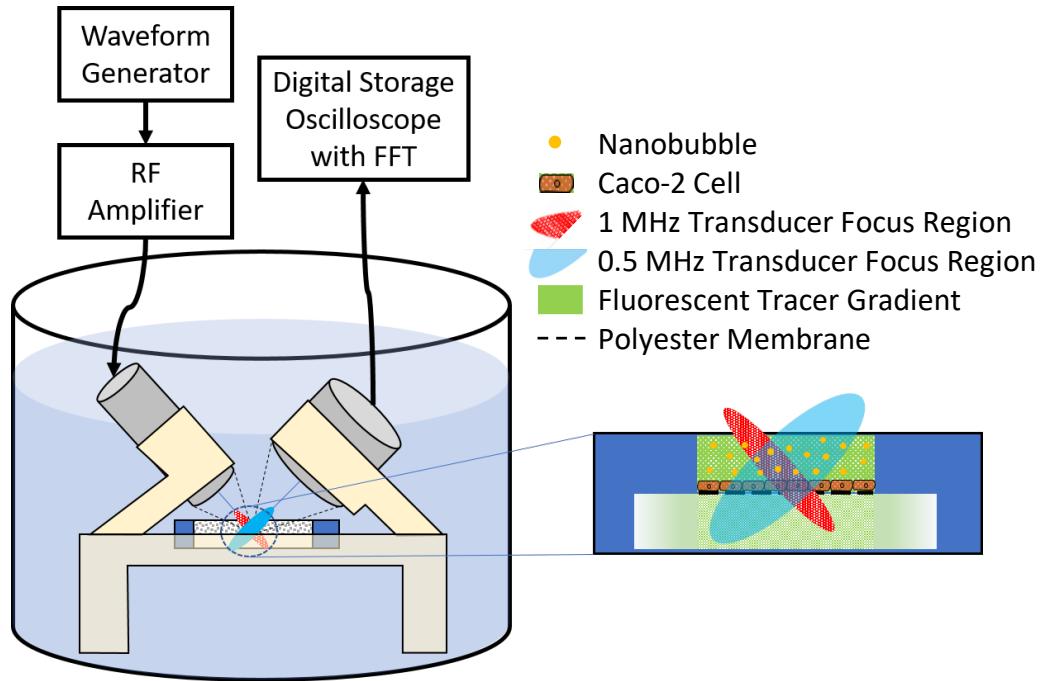 Waveform
Generator
RF
Amplifier
Digital Storage
Oscilloscope
with FFT
Nanobubble
Caco-2 Cell
1 MHz Transducer Focus Region
0.5 MHz Transducer Focus Region
Fluorescent Tracer Gradient
Polyester Membrane